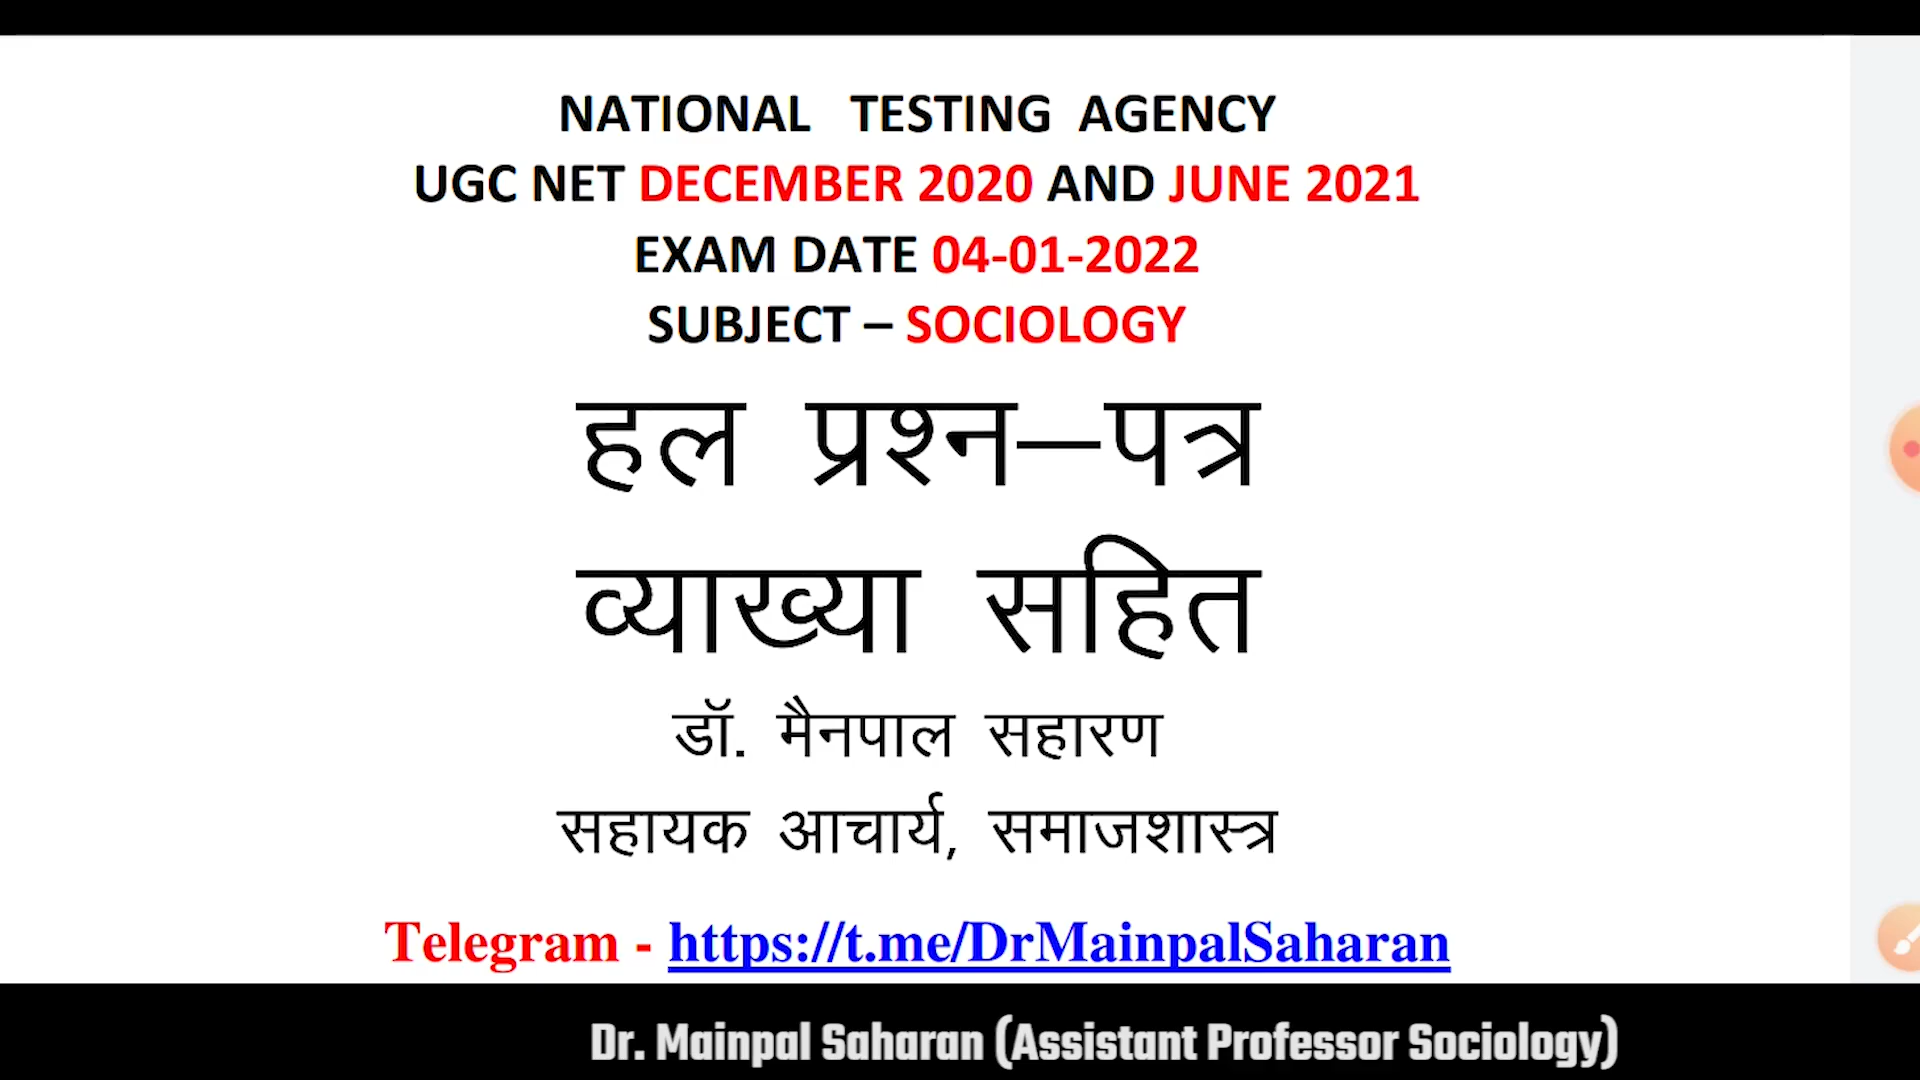 NATIONAL TESTING AGENCY
UGC NET DECEMBER 2020 AND JUNE 2021
EXAM DATE 04-01-2022
SUBJECT – SOCIOLOGY
हल प्रश्न–पत्र
व्याख्या सहित
डॉ. मैनपाल सहारण
सहायक आचार्य, समाजशास्त्र
Telegram - https://t.me/DrMainpalSaharan
Dr. Mainpal Saharan (Assistant Professor Sociology)